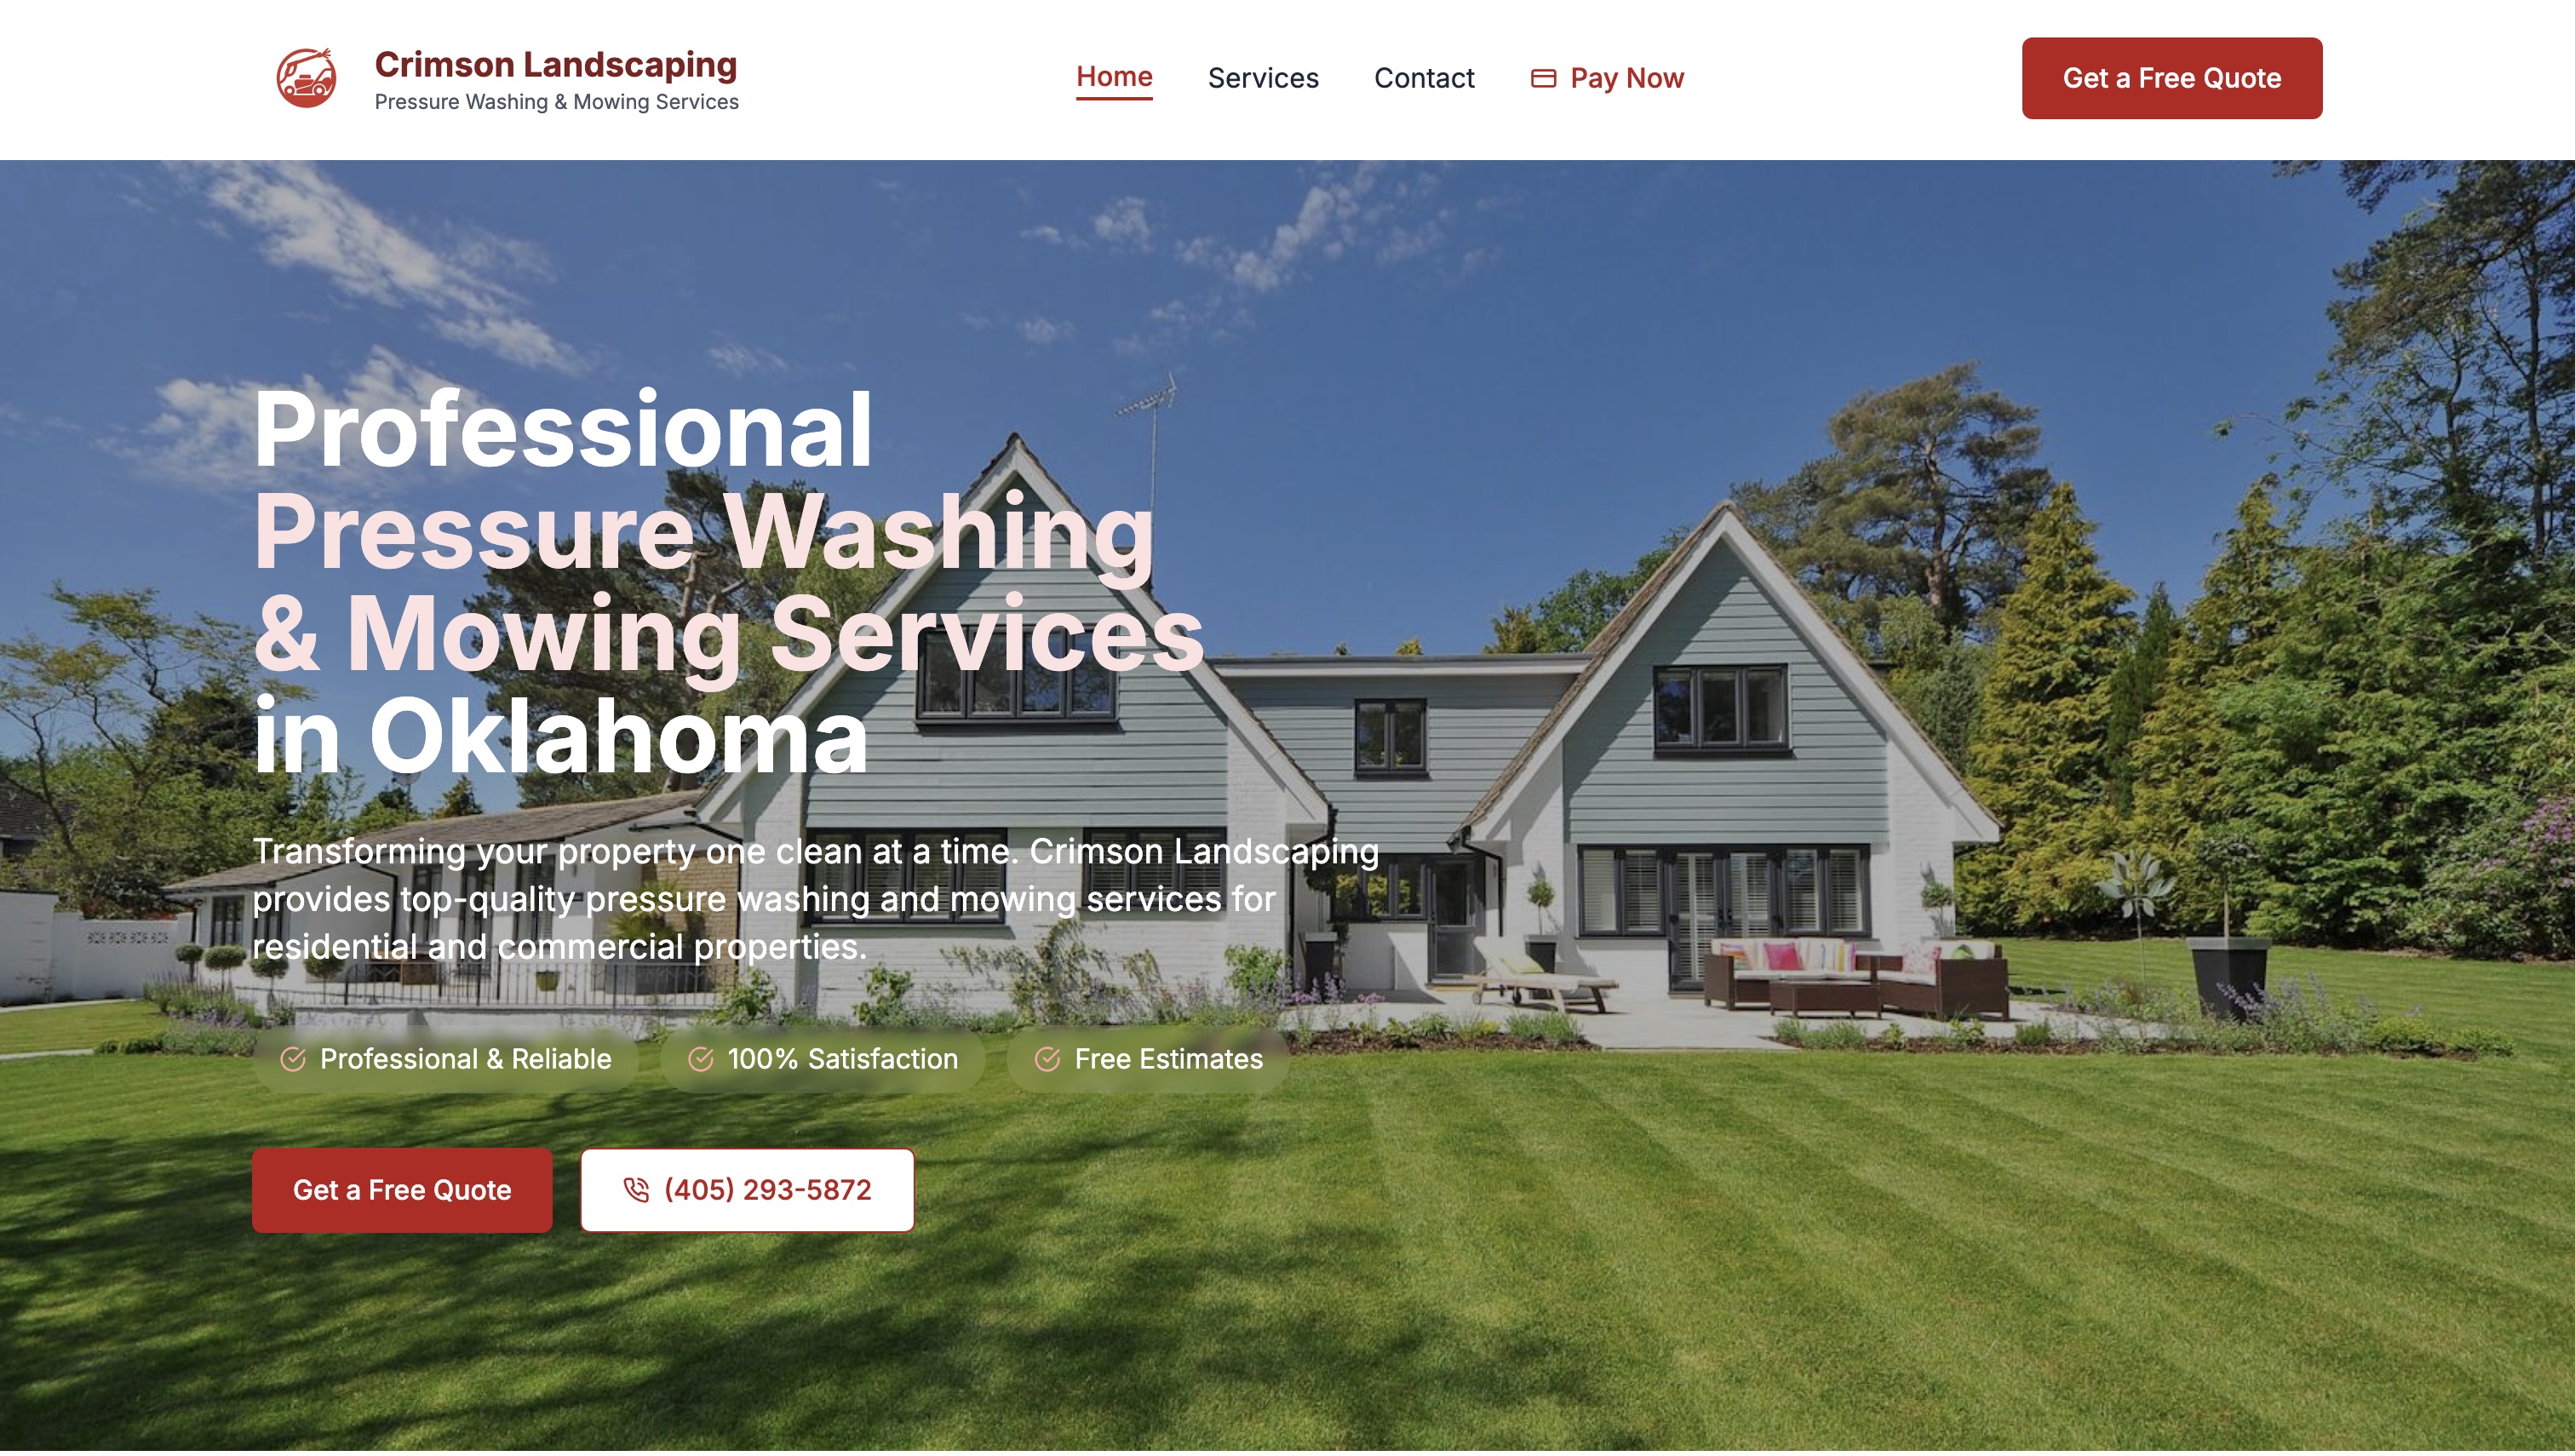 Crimson Landscaping
Pressure Washing & Mowing Services
Home
Services
Contact
Pay Now
Get a Free Quote
Professional
Pressure Washing
& Mowing Services
in Oklahoma
Transforming your property one clean at a time. Crimson Landscaping
provides top-quality pressure washing and mowing services for
residential and commercial properties.
Professional & Reliable
100% Satisfaction
Free Estimates
Get a Free Quote
(405) 293-5872